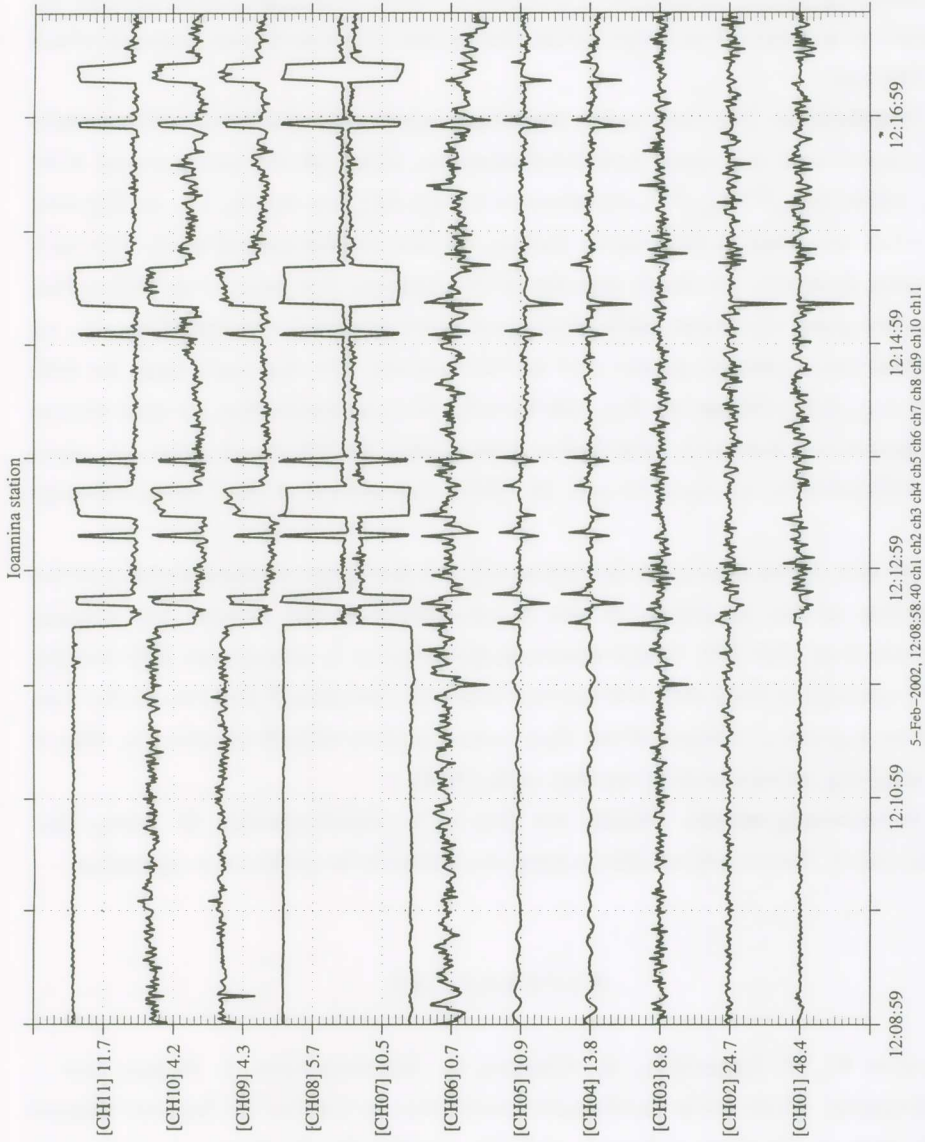 Ioannina station
[CH11] 11.7
[CH10] 4.2
[CH09] 4.3
[CH08] 5.7
[CH07] 10.5
[CH06] 10.7
[CH05] 10.9
[CH04] 13.8
[CH03] 13.8
[CH02] 24.7
[CH01] 48.4
12:08:59
12:10:59
12:12:59
12:14:59
12:16:59
5-Feb-2002, 12:08:58.40 ch1 ch2 ch3 ch4 ch5 ch6 ch7 ch8 ch9 ch10 ch11